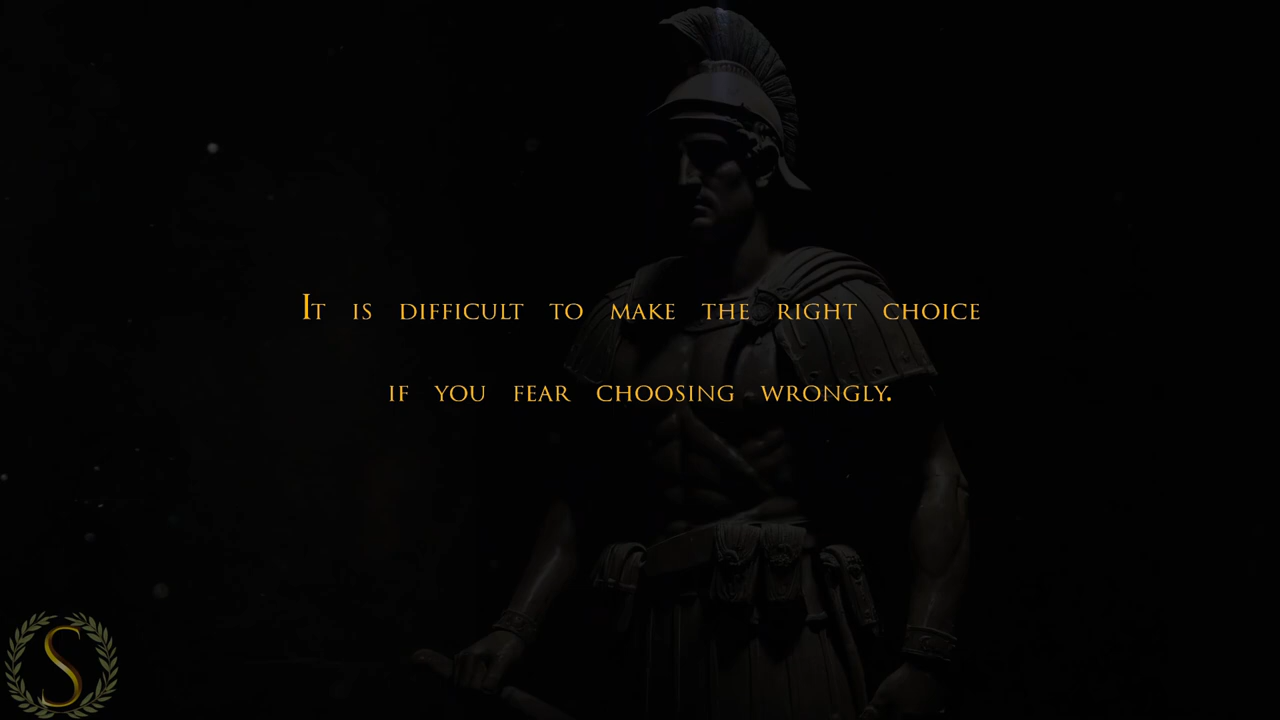 It is difficult to make the right choice
if you fear choosing wrongly.
S